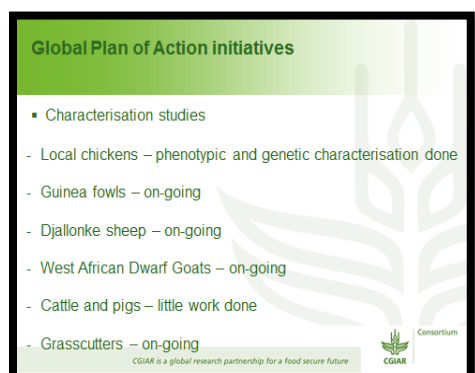 Global Plan of Action initiatives
▪ Characterisation studies
- Local chickens – phenotypic and genetic characterisation done
- Guinea fowls – on-going
- Djallonke sheep – on-going
- West African Dwarf Goats – on-going
- Cattle and pigs – little work done
- Grasscutters – on-going
CGIAR is a global research partnership for a food secure future
CGIAR
Consortium